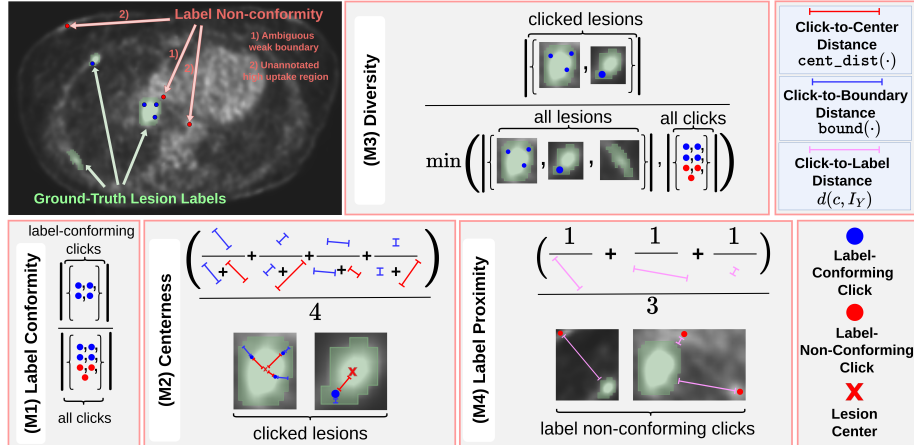 2)
Label Non-conformity
1)
2)
1) Ambiguous
weak boundary
2) Unannotated
high uptake region
Ground-Truth Lesion Labels
(M3) Diversity
clicked lesions
all lesions
all clicks
min
Click-to-Center
Distance
cent_dist(·)
Click-to-Boundary
Distance
bound(·)
Click-to-Label
Distance
d(c, I_Y)
(M1) Label Conformity
label-conforming
clicks
all clicks
(M2) Centerness
+ + +
+ + + +
4
clicked lesions
(M4) Label Proximity
1 + 1 + 1
3
label non-conforming clicks
Label-
Conforming
Click
Label-
Non-Conforming
Click
X
Lesion
Center